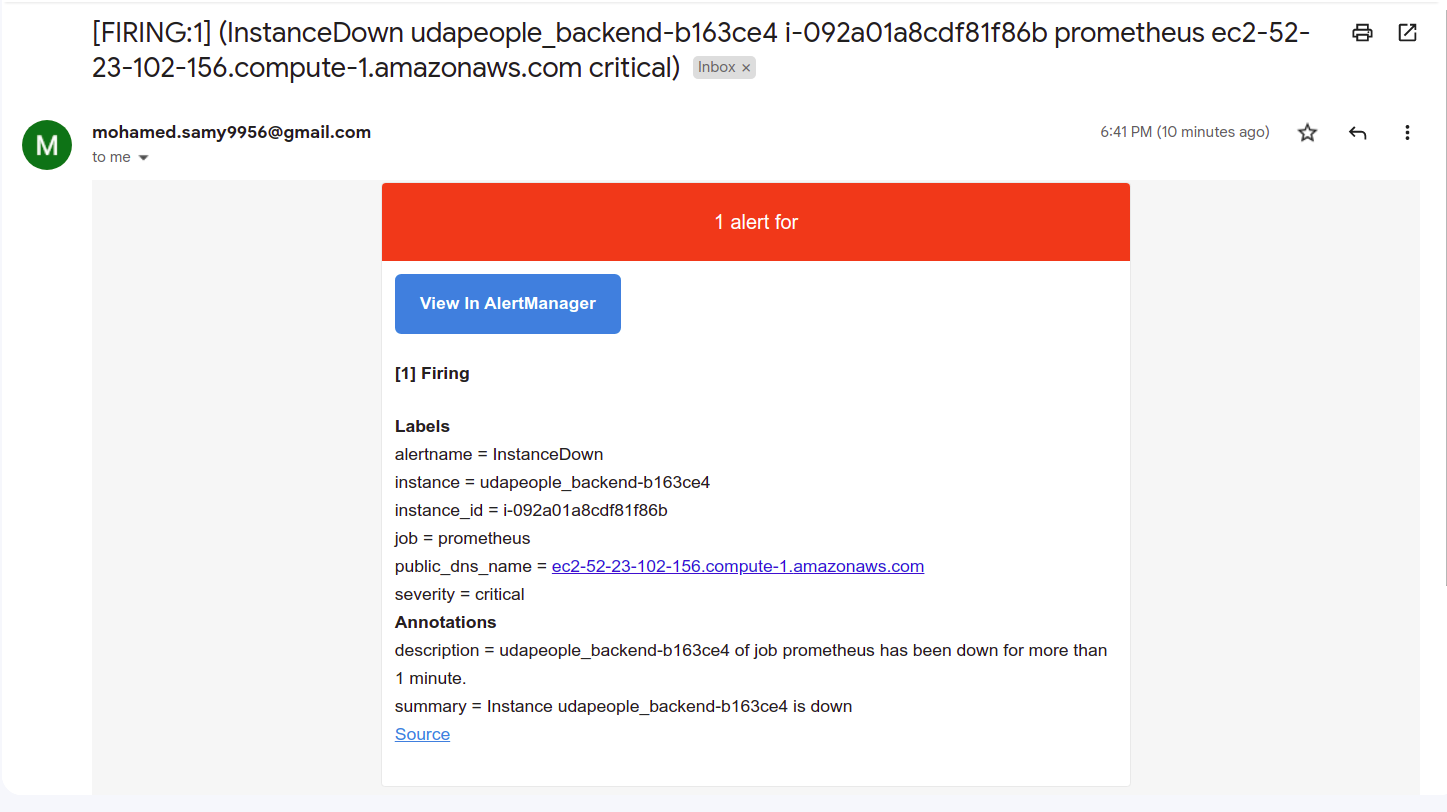 [FIRING:1] (InstanceDown udapeople_backend-b163ce4 i-092a01a8cdf81f86b prometheus ec2-52-
23-102-156.compute-1.amazonaws.com critical) Inbox ×
M
mohamed.samy9956@gmail.com 6:41 PM (10 minutes ago)
to me
1 alert for
View In AlertManager
[1] Firing
Labels
alertname = InstanceDown
instance = udapeople_backend-b163ce4
instance_id = i-092a01a8cdf81f86b
job = prometheus
public_dns_name = ec2-52-23-102-156.compute-1.amazonaws.com
severity = critical
Annotations
description = udapeople_backend-b163ce4 of job prometheus has been down for more than
1 minute.
summary = Instance udapeople_backend-b163ce4 is down
Source